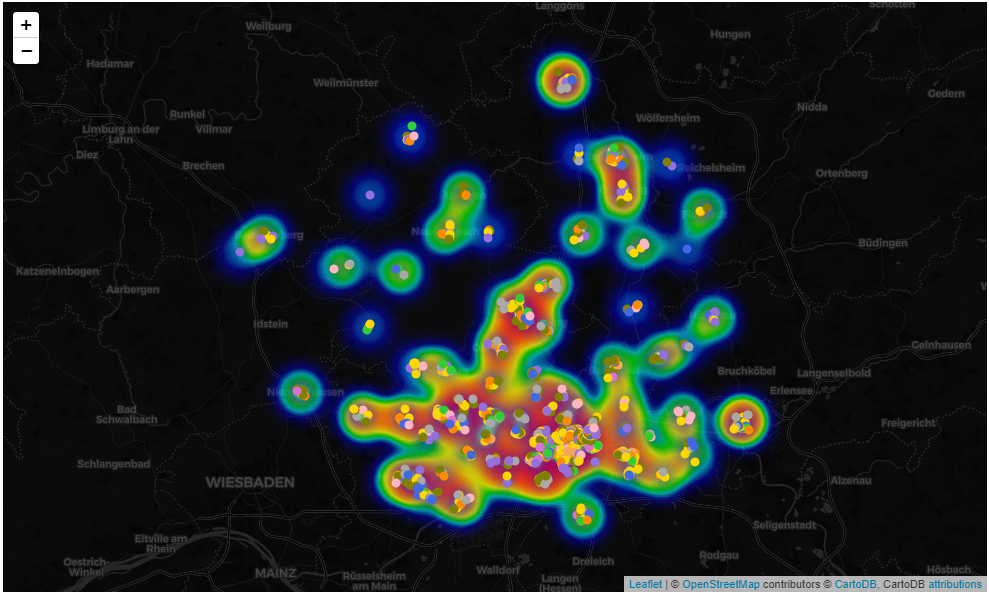 +
−
Langgöns
Schotten
Weilburg
Hungen
Hadamar
Weilmünster
Gedern
Nidda
Runkel
Villmar
Wölfersheim
Limburg an der
Lahn
Diez
Brechen
Reichelsheim
Ortenberg
Büdingen
Katzenelnbogen
Aarbergen
Idstein
Gelnhausen
Bruchköbel
Langenselbold
Erlensee
Bad
Schwalbach
Freigericht
Schlangenbad
WIESBADEN
Alzenau
Seligenstadt
Eltville am
Rhein
Oestrich-
Winkel
MAINZ
Rüsselsheim
am Main
Walldorf
Dreieich
Langen
(Hessen)
Rodgau
Hösbach
Leaflet | © OpenStreetMap contributors © CartoDB, CartoDB attributions